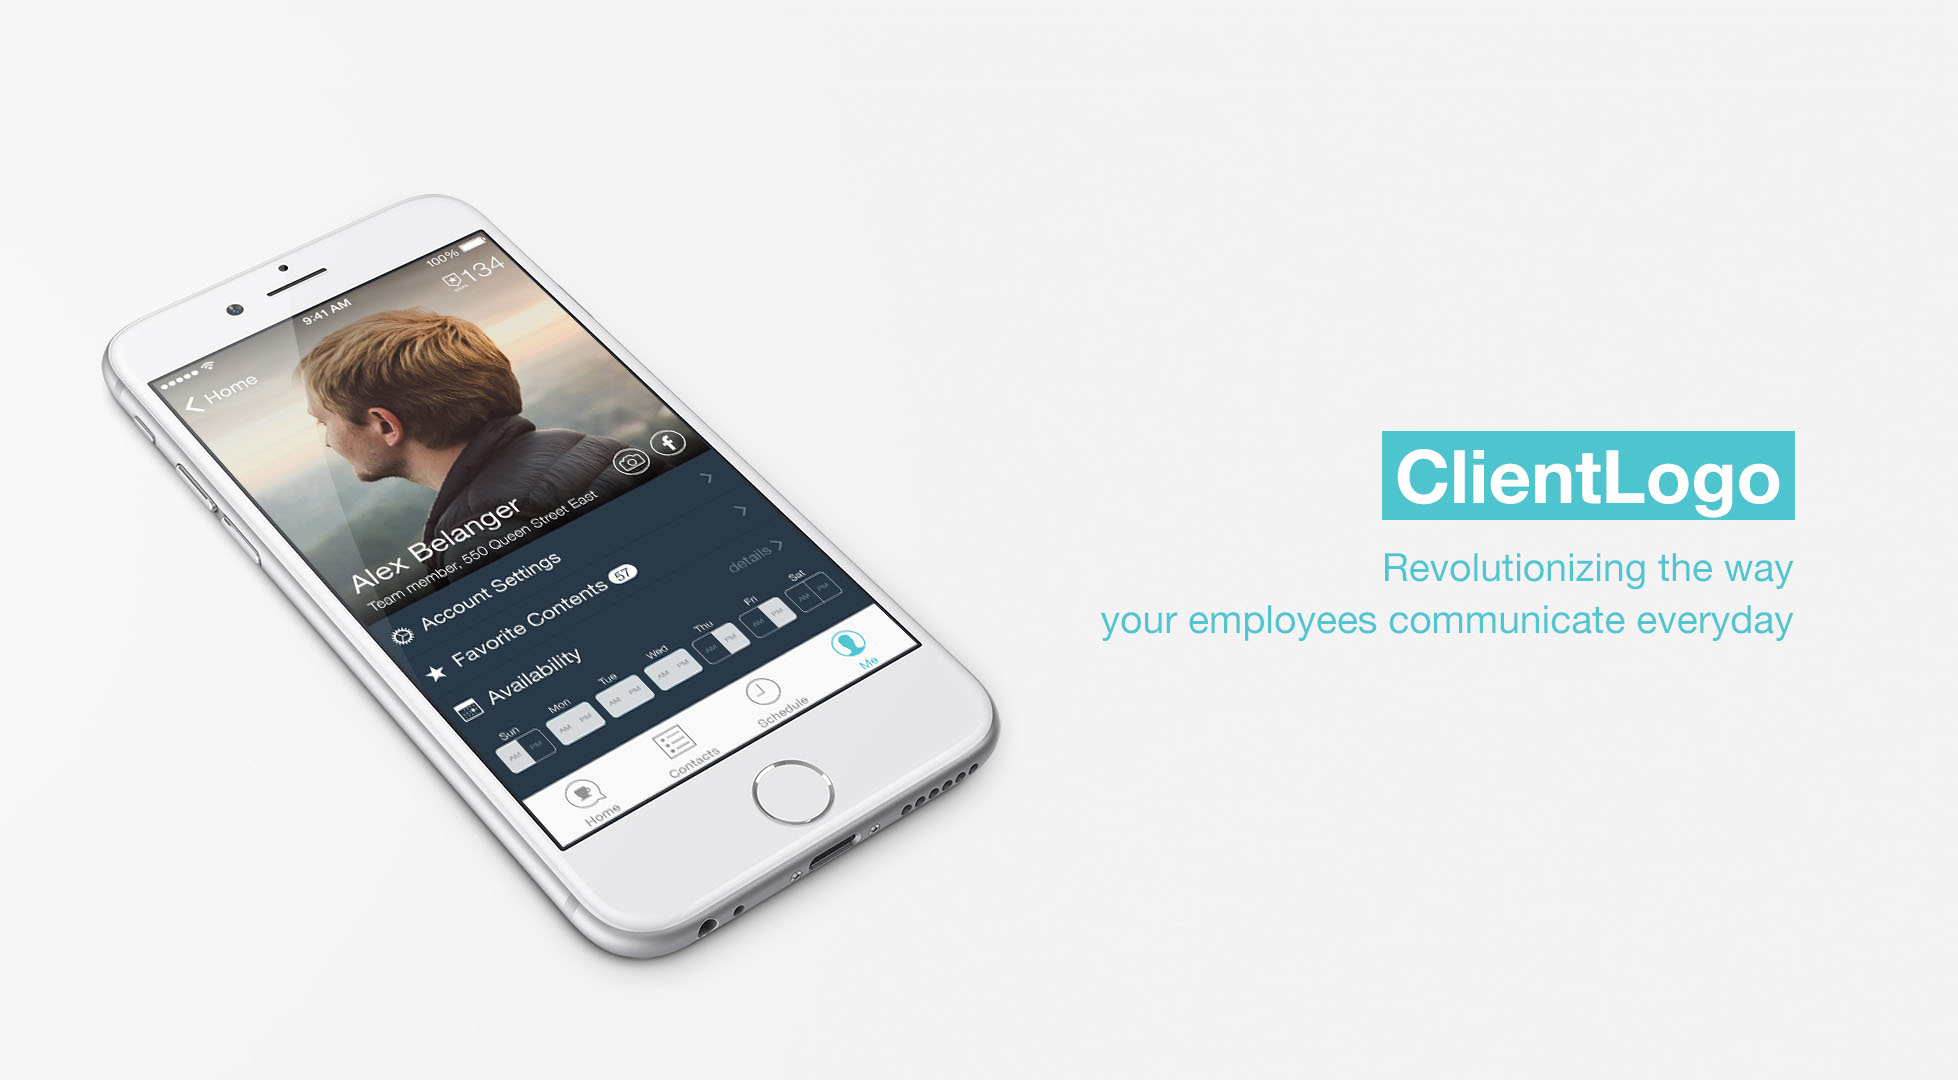 100%
9:41 AM
134
Home
Alex Belanger
Team member, 550 Queen Street East
Account Settings
Favorite Contents 57
Availability
details
Sun Mon Tue Wed Thu Fri Sat
AM PM AM PM AM PM AM PM AM PM AM PM AM PM
Home Contacts Schedule Me
ClientLogo
Revolutionizing the way
your employees communicate everyday